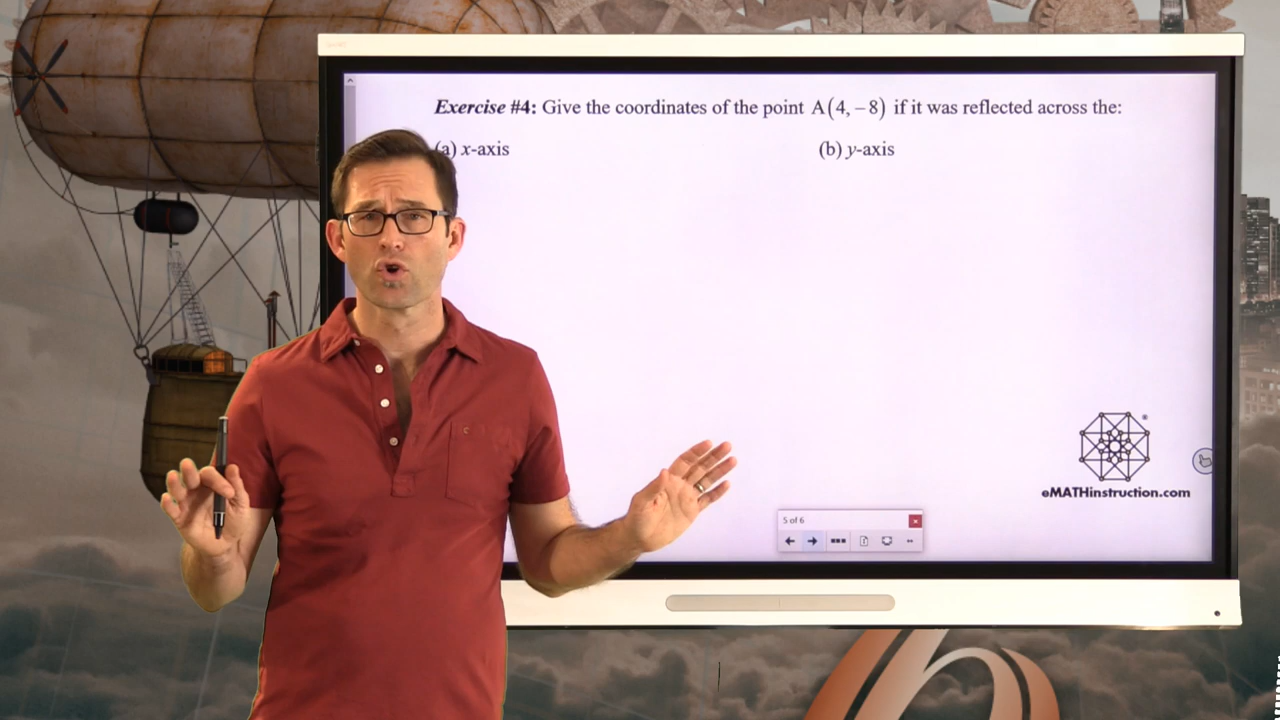 Exercise #4: Give the coordinates of the point A(4, –8) if it was reflected across the:
(a) x-axis
(b) y-axis
®
eMATHinstruction.com
5 of 6